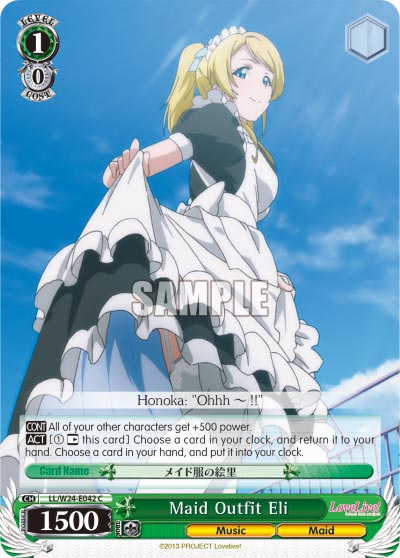 LEVEL
1
0
COST
SAMPLE
Honoka: "Ohhh ～ !!"
CONT All of your other characters get +500 power.
ACT [① this card] Choose a card in your clock, and return it to your
hand. Choose a card in your hand, and put it in your clock.
Card Name メイド服の絵里
CH LL/W24-E042 C
POWER 1500 Maid Outfit Eli LoveLive!
Music Maid
©2013 PROJECT Lovelive!